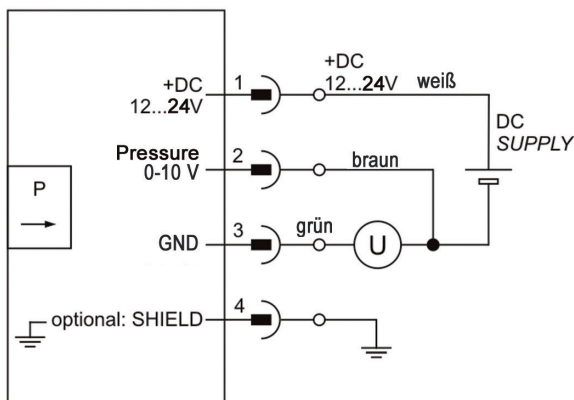 +DC
12...24V
1
+DC
12...24V
weiß
DC
SUPPLY
Pressure
0-10 V
2
braun
P
GND
3
grün
U
optional: SHIELD
4